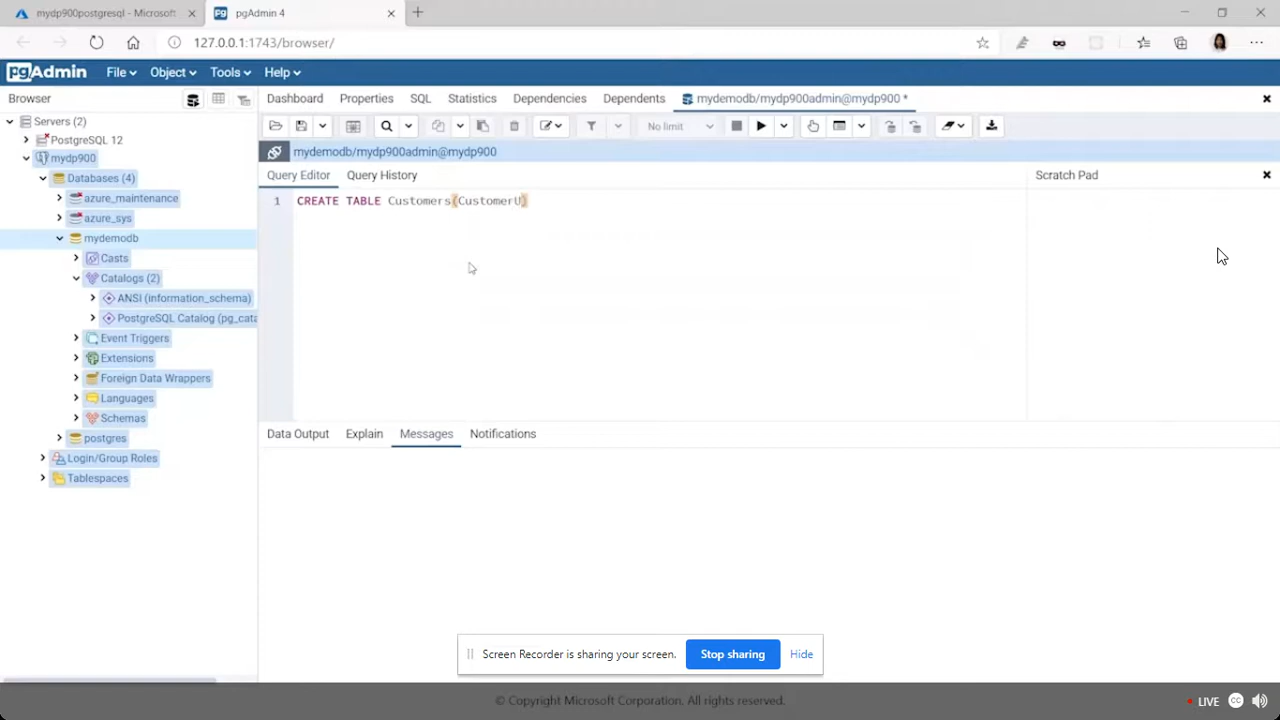 mydp900postgresql - Microsoft
pgAdmin 4
127.0.0.1:1743/browser/
pgAdmin File Object Tools Help
Browser
Dashboard Properties SQL Statistics Dependencies Dependents mydemodb/mydp900admin@mydp900 *
No limit
mydemodb/mydp900admin@mydp900
Query Editor Query History
Scratch Pad
1 CREATE TABLE Customers(CustomerU)
Servers (2)
PostgreSQL 12
mydp900
Databases (4)
azure_maintenance
azure_sys
mydemodb
Casts
Catalogs (2)
ANSI (information_schema)
PostgreSQL Catalog (pg_cata
Event Triggers
Extensions
Foreign Data Wrappers
Languages
Schemas
postgres
Login/Group Roles
Tablespaces
Data Output Explain Messages Notifications
Screen Recorder is sharing your screen. Stop sharing Hide
© Copyright Microsoft Corporation. All rights reserved.
LIVE CC